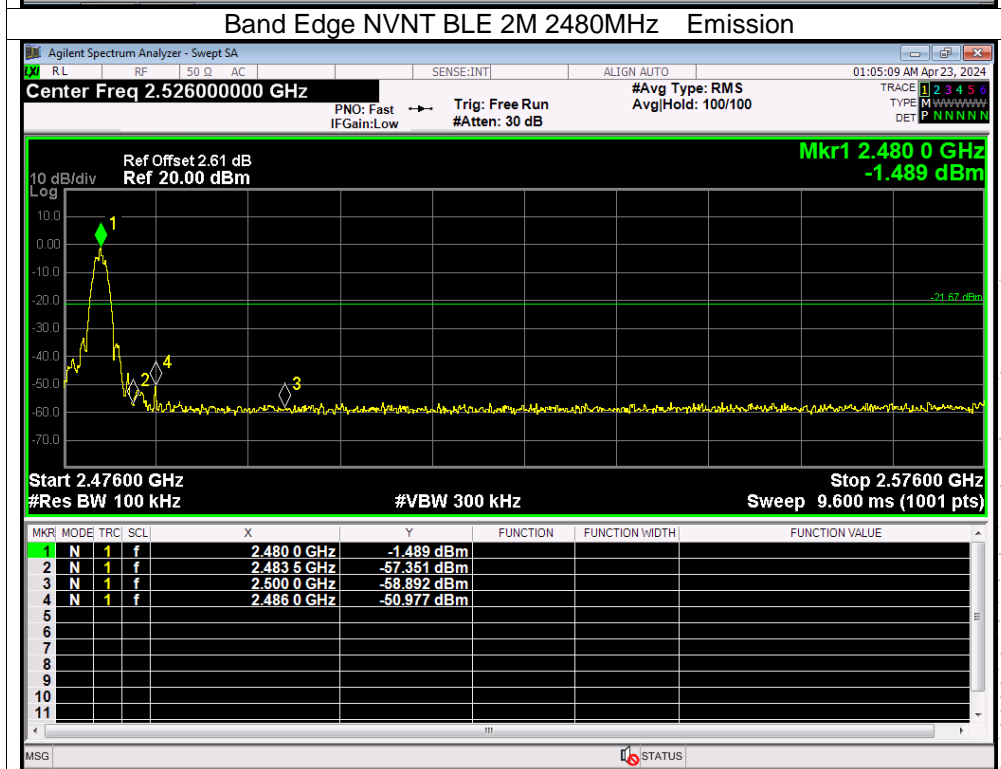 Band Edge NVNT BLE 2M 2480MHz Emission
Agilent Spectrum Analyzer - Swept SA
LXI RL RF 50 Ω AC SENSE:INT ALIGN AUTO 01:05:09 AM Apr 23, 2024
Center Freq 2.526000000 GHz #Avg Type: RMS TRACE 1 2 3 4 5 6
PNO: Fast Trig: Free Run Avg|Hold: 100/100 TYPE M WWWWW
IFGain:Low #Atten: 30 dB DET P N N N N N
Mkr1 2.480 0 GHz
Ref Offset 2.61 dB
10 dB/div Ref 20.00 dBm -1.489 dBm
Log
10.0
1
0.00
-10.0
-20.0
-21.67 dBm
-30.0
-40.0
4
-50.0
2
3
-60.0
-70.0
Start 2.47600 GHz Stop 2.57600 GHz
#Res BW 100 kHz #VBW 300 kHz Sweep 9.600 ms (1001 pts)
MKR MODE TRC SCL X Y FUNCTION FUNCTION WIDTH FUNCTION VALUE
1 N 1 f 2.480 0 GHz -1.489 dBm
2 N 1 f 2.483 5 GHz -57.351 dBm
3 N 1 f 2.500 0 GHz -58.892 dBm
4 N 1 f 2.486 0 GHz -50.977 dBm
5
6
7
8
9
10
11
MSG STATUS